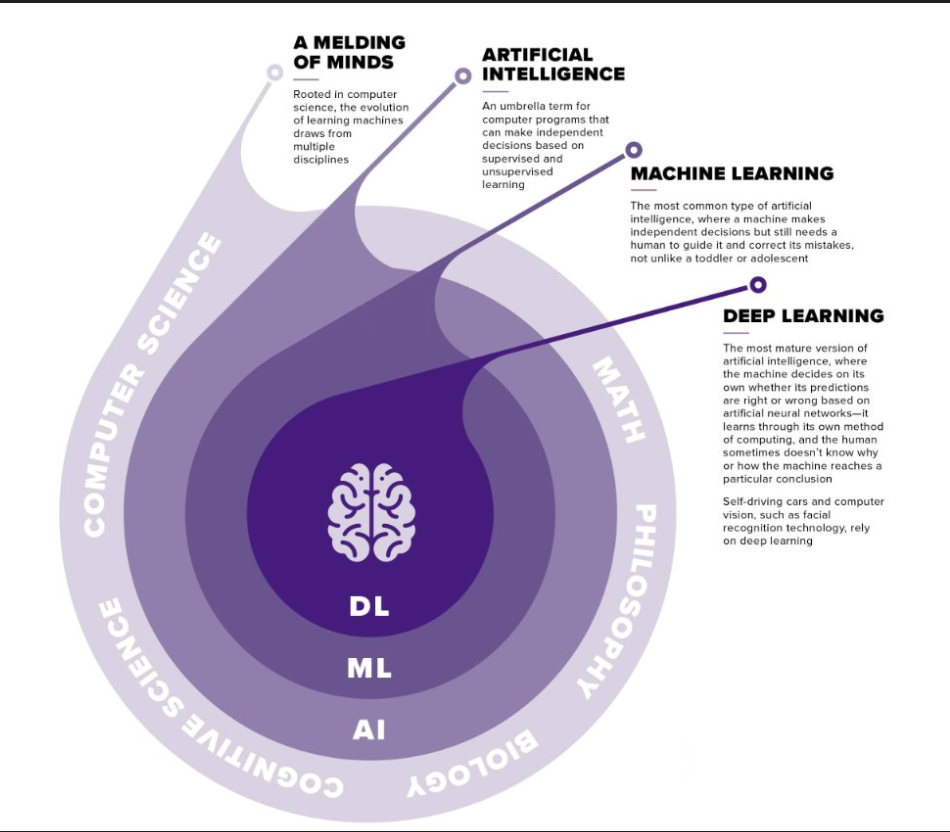 A MELDING
OF MINDS
Rooted in computer
science, the evolution
of learning machines
draws from
multiple
disciplines
ARTIFICIAL
INTELLIGENCE
An umbrella term for
computer programs that
can make independent
decisions based on
supervised and
unsupervised
learning
MACHINE LEARNING
The most common type of artificial
intelligence, where a machine makes
independent decisions but still needs a
human to guide it and correct its mistakes,
not unlike a toddler or adolescent
DEEP LEARNING
The most mature version of
artificial intelligence, where
the machine decides on its
own whether its predictions
are right or wrong based on
artificial neural networks—it
learns through its own method
of computing, and the human
sometimes doesn't know why
or how the machine reaches a
particular conclusion
Self-driving cars and computer
vision, such as facial
recognition technology, rely
on deep learning
COMPUTER SCIENCE
MATH
PHILOSOPHY
BIOLOGY
COGNITIVE SCIENCE
DL
ML
AI